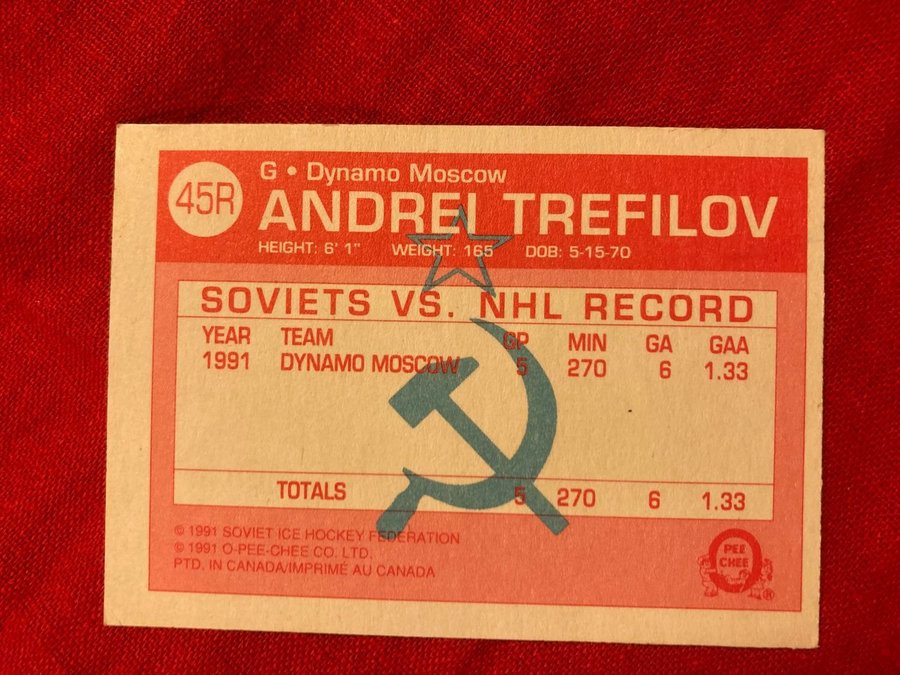 45R
G • Dynamo Moscow
ANDREI TREFILOV
HEIGHT: 6' 1" WEIGHT: 165 DOB: 5-15-70
SOVIETS VS. NHL RECORD
YEAR TEAM GP MIN GA GAA
1991 DYNAMO MOSCOW 5 270 6 1.33
TOTALS 5 270 6 1.33
© 1991 SOVIET ICE HOCKEY FEDERATION
© 1991 O-PEE-CHEE CO. LTD.
PTD. IN CANADA/IMPRIMÉ AU CANADA
O PEE CHEE ®